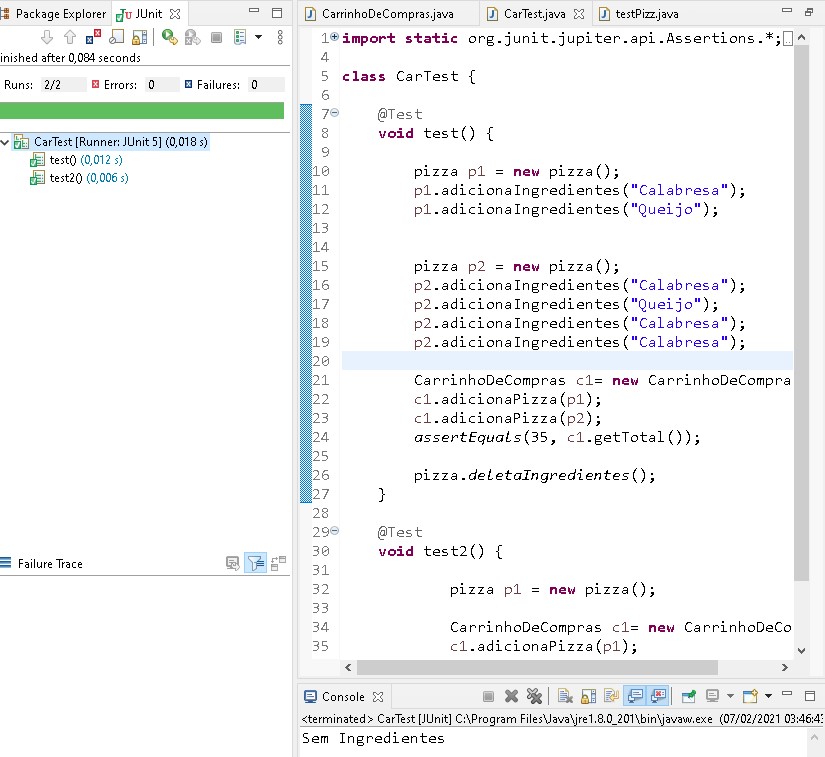 Package Explorer
JUnit
inished after 0,084 seconds
Runs: 2/2
Errors: 0
Failures: 0
CarTest [Runner: JUnit 5] (0,018 s)
test() (0,012 s)
test2() (0,006 s)
Failure Trace
CarrinhoDeCompras.java
CarTest.java
testPizz.java
1 import static org.junit.jupiter.api.Assertions.*;
4
5 class CarTest {
6
7 @Test
8 void test() {
9
10 pizza p1 = new pizza();
11 p1.adicionaIngredientes("Calabresa");
12 p1.adicionaIngredientes("Queijo");
13
14
15 pizza p2 = new pizza();
16 p2.adicionaIngredientes("Calabresa");
17 p2.adicionaIngredientes("Queijo");
18 p2.adicionaIngredientes("Calabresa");
19 p2.adicionaIngredientes("Calabresa");
20
21 CarrinhoDeCompras c1= new CarrinhoDeCompra
22 c1.adicionaPizza(p1);
23 c1.adicionaPizza(p2);
24 assertEquals(35, c1.getTotal());
25
26 pizza.deletaIngredientes();
27 }
28
29 @Test
30 void test2() {
31
32 pizza p1 = new pizza();
33
34 CarrinhoDeCompras c1= new CarrinhoDeCo
35 c1.adicionaPizza(p1);
Console
<terminated> CarTest [JUnit] C:\Program Files\Java\jre1.8.0_201\bin\javaw.exe (07/02/2021 03:46:43
Sem Ingredientes